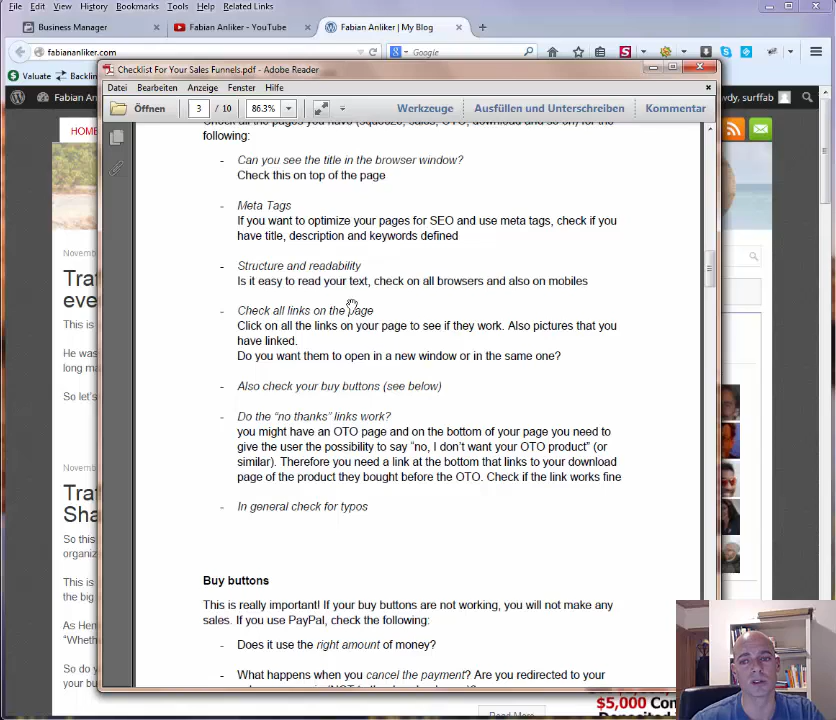 File Edit View History Bookmarks Tools Related Links
Business Manager
Fabian Anliker - YouTube
Fabian Anliker | My Blog
fabiananliker.com
Google
Valuate
Backlin
Checklist For Your Sales Funnels.pdf - Adobe Reader
Fabian An
wdy, surffab
Datei Bearbeiten Anzeige Fenster Hilfe
Öffnen 3 / 10 86.3% Werkzeuge Ausfüllen und Unterschreiben Kommentar
HOME
Check all the pages you have (squeeze, sales, OTO, download and so on) for the
following:
- Can you see the title in the browser window?
Check this on top of the page
- Meta Tags
If you want to optimize your pages for SEO and use meta tags, check if you
have title, description and keywords defined
- Structure and readability
Is it easy to read your text, check on all browsers and also on mobiles
- Check all links on the page
Click on all the links on your page to see if they work. Also pictures that you
have linked.
Do you want them to open in a new window or in the same one?
- Also check your buy buttons (see below)
- Do the “no thanks” links work?
you might have an OTO page and on the bottom of your page you need to
give the user the possibility to say “no, I don’t want your OTO product” (or
similar). Therefore you need a link at the bottom that links to your download
page of the product they bought before the OTO. Check if the link works fine
- In general check for typos
Buy buttons
This is really important! If your buy buttons are not working, you will not make any
sales. If you use PayPal, check the following:
- Does it use the right amount of money?
- What happens when you cancel the payment? Are you redirected to your
Novemb
Traf
eve
This is
He was
long ma
So let's
Novemb
Traf
Sha
So this
organiz
This is
the big
As Hen
“Wheth
So do y
your bu
Read More
$5,000 Con